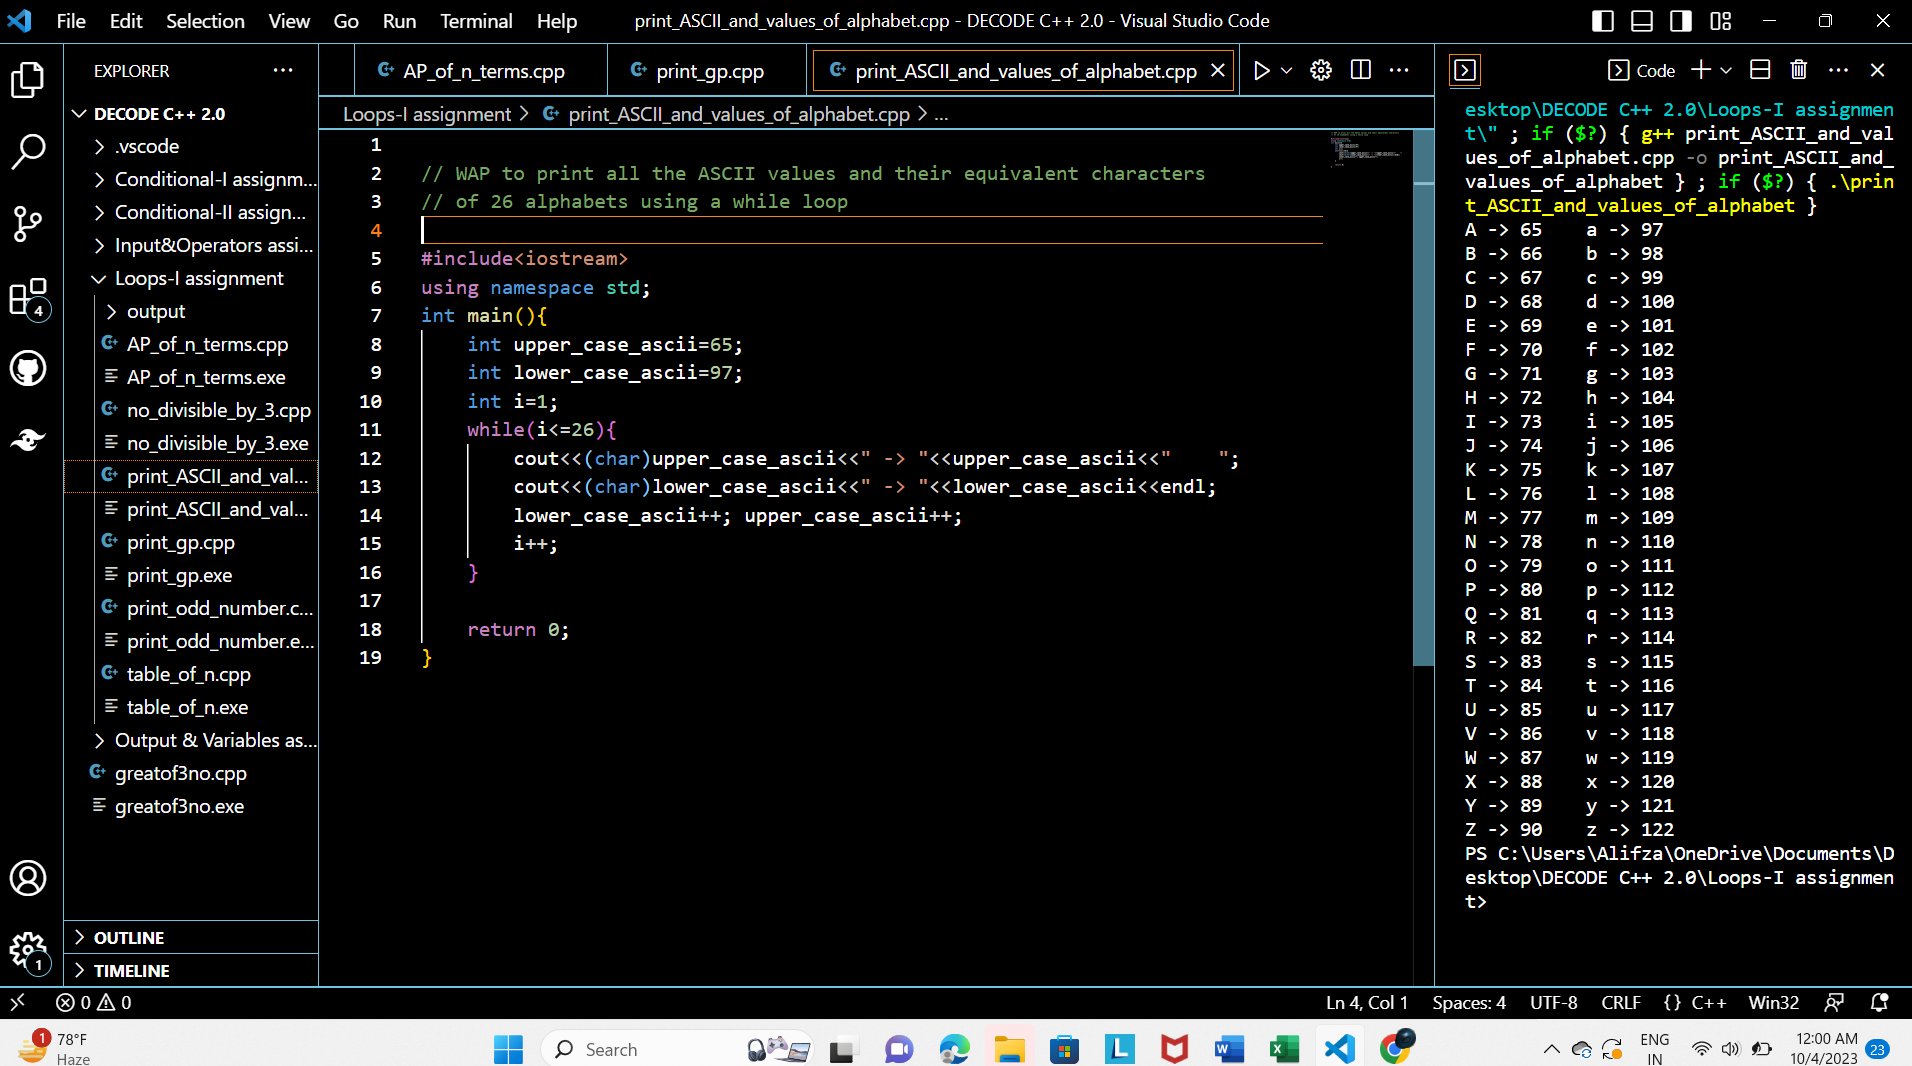 File Edit Selection View Go Run Terminal Help print_ASCII_and_values_of_alphabet.cpp - DECODE C++ 2.0 - Visual Studio Code
EXPLORER
DECODE C++ 2.0
.vscode
Conditional-I assignm...
Conditional-II assign...
Input&Operators assi...
Loops-I assignment
output
AP_of_n_terms.cpp
AP_of_n_terms.exe
no_divisible_by_3.cpp
no_divisible_by_3.exe
print_ASCII_and_val...
print_ASCII_and_val...
print_gp.cpp
print_gp.exe
print_odd_number.c...
print_odd_number.e...
table_of_n.cpp
table_of_n.exe
Output & Variables as...
greatof3no.cpp
greatof3no.exe
OUTLINE
TIMELINE
4
1
AP_of_n_terms.cpp print_gp.cpp print_ASCII_and_values_of_alphabet.cpp
Loops-I assignment > print_ASCII_and_values_of_alphabet.cpp > ...
1
2 // WAP to print all the ASCII values and their equivalent characters
3 // of 26 alphabets using a while loop
4
5 #include<iostream>
6 using namespace std;
7 int main(){
8 int upper_case_ascii=65;
9 int lower_case_ascii=97;
10 int i=1;
11 while(i<=26){
12 cout<<(char)upper_case_ascii<<" -> "<<upper_case_ascii<<"    ";
13 cout<<(char)lower_case_ascii<<" -> "<<lower_case_ascii<<endl;
14 lower_case_ascii++; upper_case_ascii++;
15 i++;
16 }
17
18 return 0;
19 }
Code
esktop\DECODE C++ 2.0\Loops-I assignmen
t\" ; if ($?) { g++ print_ASCII_and_val
ues_of_alphabet.cpp -o print_ASCII_and_
values_of_alphabet } ; if ($?) { .\prin
t_ASCII_and_values_of_alphabet }
A -> 65    a -> 97
B -> 66    b -> 98
C -> 67    c -> 99
D -> 68    d -> 100
E -> 69    e -> 101
F -> 70    f -> 102
G -> 71    g -> 103
H -> 72    h -> 104
I -> 73    i -> 105
J -> 74    j -> 106
K -> 75    k -> 107
L -> 76    l -> 108
M -> 77    m -> 109
N -> 78    n -> 110
O -> 79    o -> 111
P -> 80    p -> 112
Q -> 81    q -> 113
R -> 82    r -> 114
S -> 83    s -> 115
T -> 84    t -> 116
U -> 85    u -> 117
V -> 86    v -> 118
W -> 87    w -> 119
X -> 88    x -> 120
Y -> 89    y -> 121
Z -> 90    z -> 122
PS C:\Users\Alifza\OneDrive\Documents\D
esktop\DECODE C++ 2.0\Loops-I assignmen
t>
0 0 Ln 4, Col 1 Spaces: 4 UTF-8 CRLF {} C++ Win32
1 78°F
Haze
Search
ENG
IN
12:00 AM
10/4/2023
23